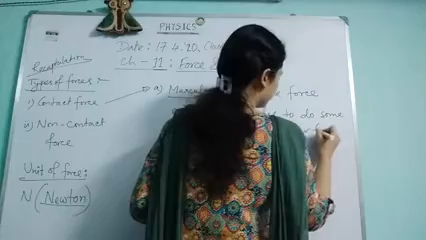 PHYSICS
Date: 17.4.'20,
Ch - 11 : Force &
Recapitulation
Types of forces :-
i) Contact force
ii) Non-Contact
force
Unit of force:
N (Newton)
a)
force
to do some